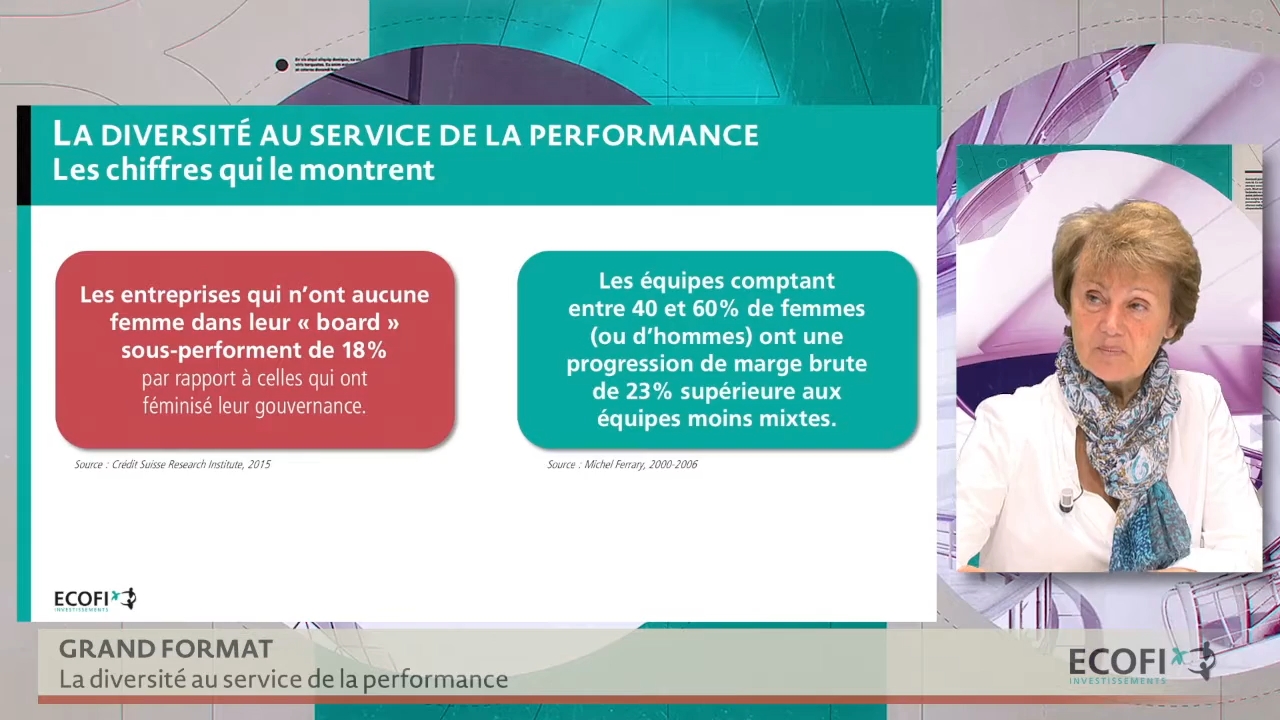 LA DIVERSITÉ AU SERVICE DE LA PERFORMANCE
Les chiffres qui le montrent
Les entreprises qui n’ont aucune
femme dans leur « board »
sous-performent de 18%
par rapport à celles qui ont
féminisé leur gouvernance.
Source : Crédit Suisse Research Institute, 2015
Les équipes comptant
entre 40 et 60% de femmes
(ou d’hommes) ont une
progression de marge brute
de 23% supérieure aux
équipes moins mixtes.
Source : Michel Ferrary, 2000-2006
ECOFI
INVESTISSEMENTS
GRAND FORMAT
La diversité au service de la performance
ECOFI
INVESTISSEMENTS